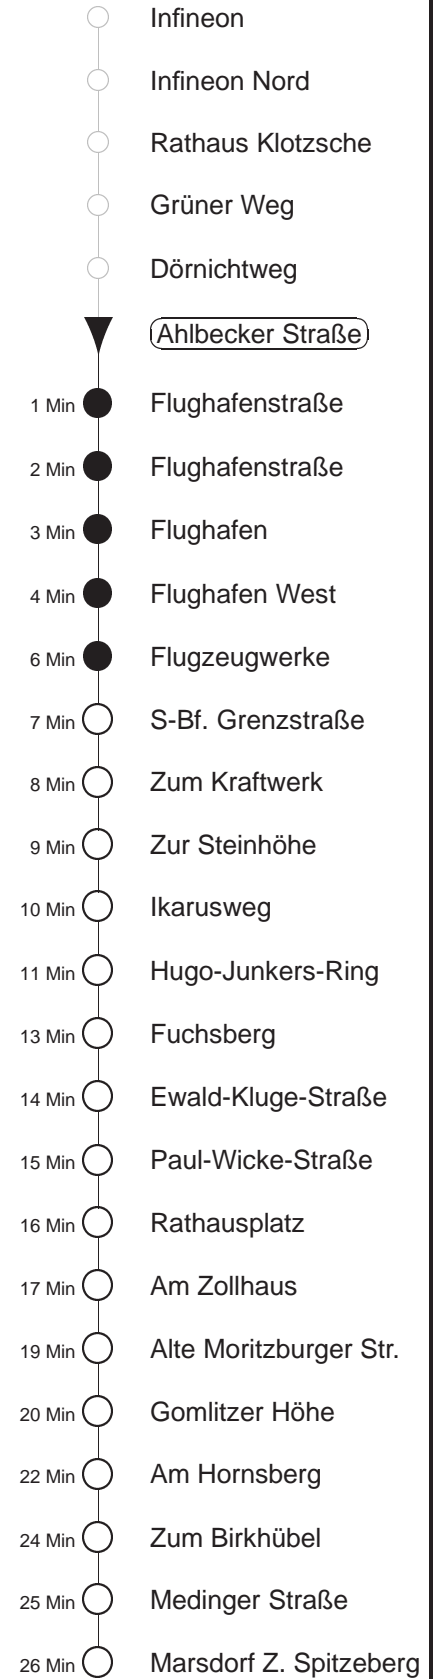 Infineon
Infineon Nord
Rathaus Klotzsche
Grüner Weg
Dörnichtweg
Ahlbecker Straße
1 Min Flughafenstraße
2 Min Flughafenstraße
3 Min Flughafen
4 Min Flughafen West
6 Min Flugzeugwerke
7 Min S-Bf. Grenzstraße
8 Min Zum Kraftwerk
9 Min Zur Steinhöhe
10 Min Ikarusweg
11 Min Hugo-Junkers-Ring
13 Min Fuchsberg
14 Min Ewald-Kluge-Straße
15 Min Paul-Wicke-Straße
16 Min Rathausplatz
17 Min Am Zollhaus
19 Min Alte Moritzburger Str.
20 Min Gomlitzer Höhe
22 Min Am Hornsberg
24 Min Zum Birkhübel
25 Min Medinger Straße
26 Min Marsdorf Z. Spitzeberg